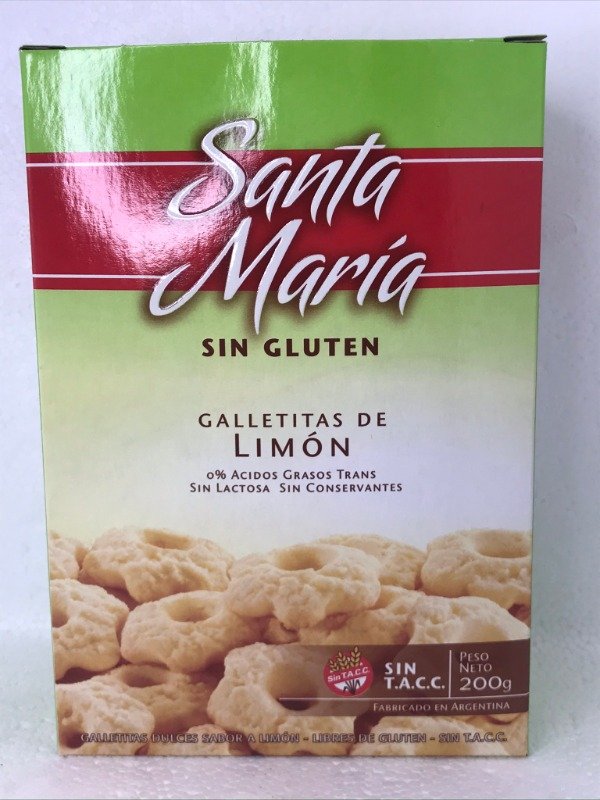 Santa
María
SIN GLUTEN
GALLETITAS DE
LIMÓN
0% ACIDOS GRASOS TRANS
SIN LACTOSA SIN CONSERVANTES
Sin T.A.C.C.
SIN
T.A.C.C.
PESO
NETO
200g
FABRICADO EN ARGENTINA
GALLETITAS DULCES SABOR A LIMÓN - LIBRES DE GLUTEN - SIN T.A.C.C.